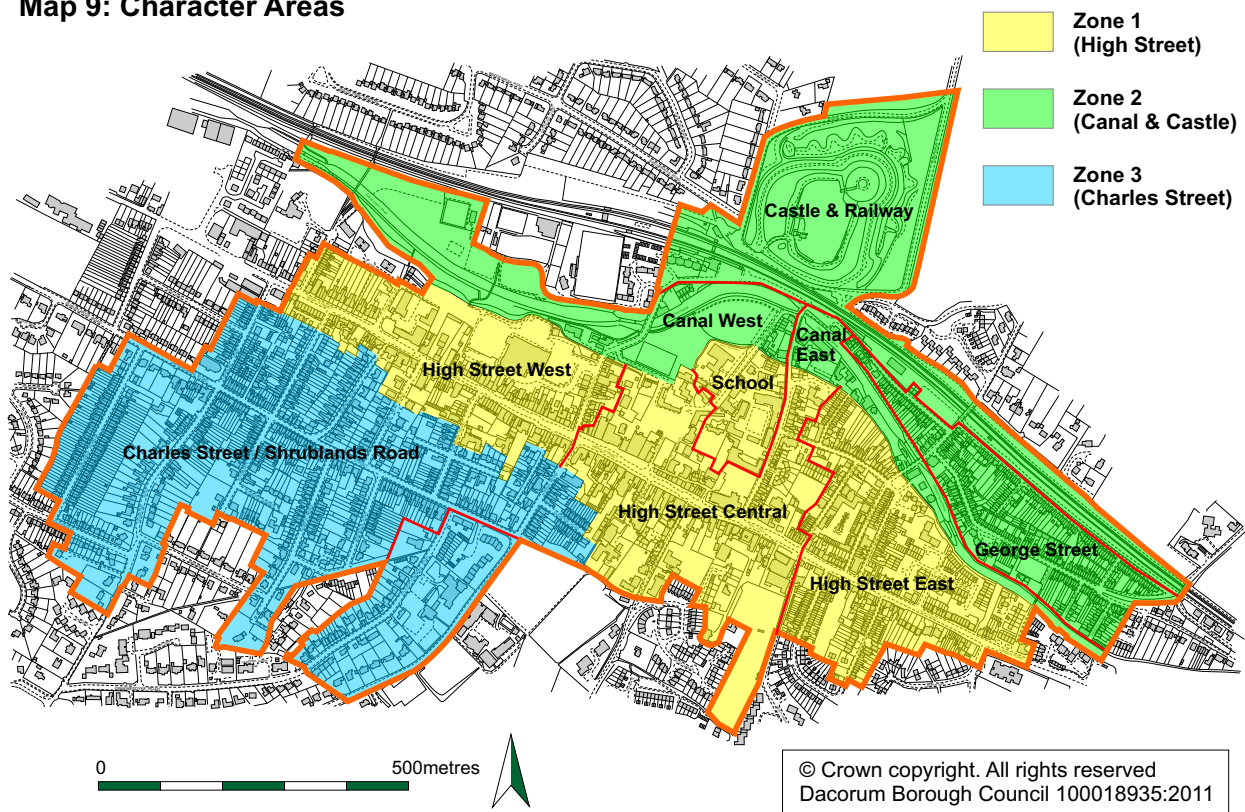 Map 9: Character Areas
Zone 1
(High Street)
Zone 2
(Canal & Castle)
Zone 3
(Charles Street)
Castle & Railway
Canal West
Canal
East
High Street West
School
Charles Street / Shrublands Road
High Street Central
George Street
High Street East
0
500metres
© Crown copyright. All rights reserved
Dacorum Borough Council 100018935:2011